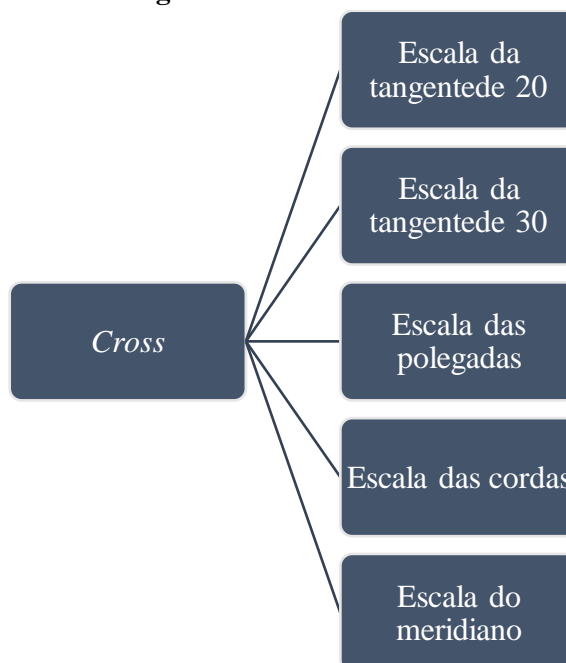 Escala da
tangentede 20
Escala da
tangentede 30
Cross
Escala das
polegadas
Escala das cordas
Escala do
meridiano